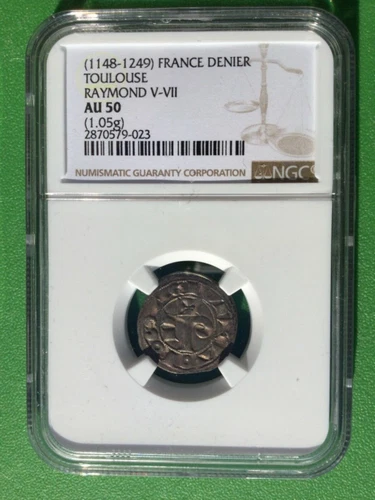 (1148-1249) FRANCE DENIER
TOULOUSE
RAYMOND V-VII
AU 50
(1.05g)
2870579-023
NUMISMATIC GUARANTY CORPORATION
NGC